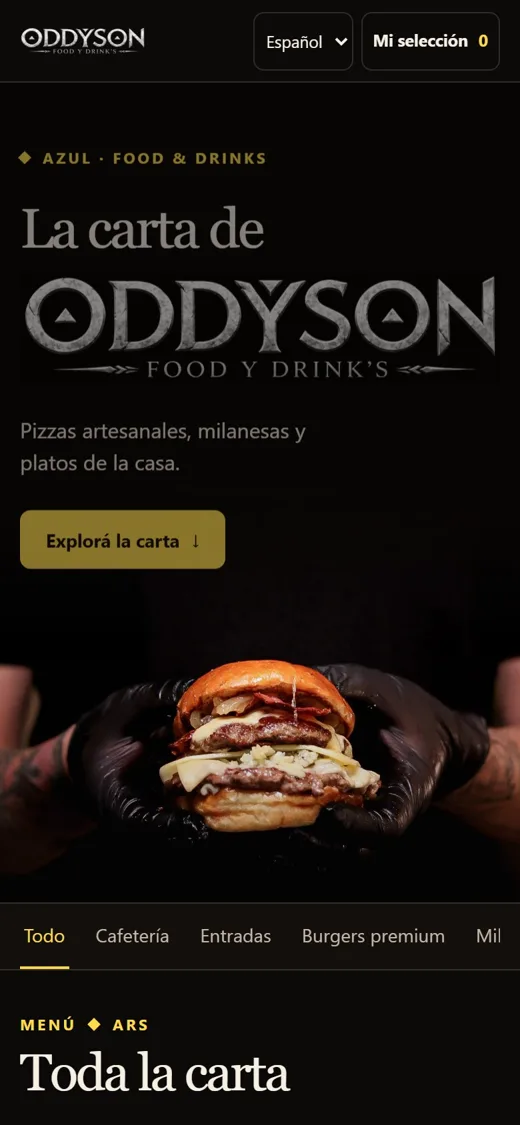 ODDYSON
FOOD Y DRINK'S
Español
Mi selección 0
AZUL · FOOD & DRINKS
La carta de
ODDYSON
FOOD Y DRINK'S
Pizzas artesanales, milanesas y
platos de la casa.
Explorá la carta ↓
Todo Cafetería Entradas Burgers premium Mil
MENÚ ◆ ARS
Toda la carta